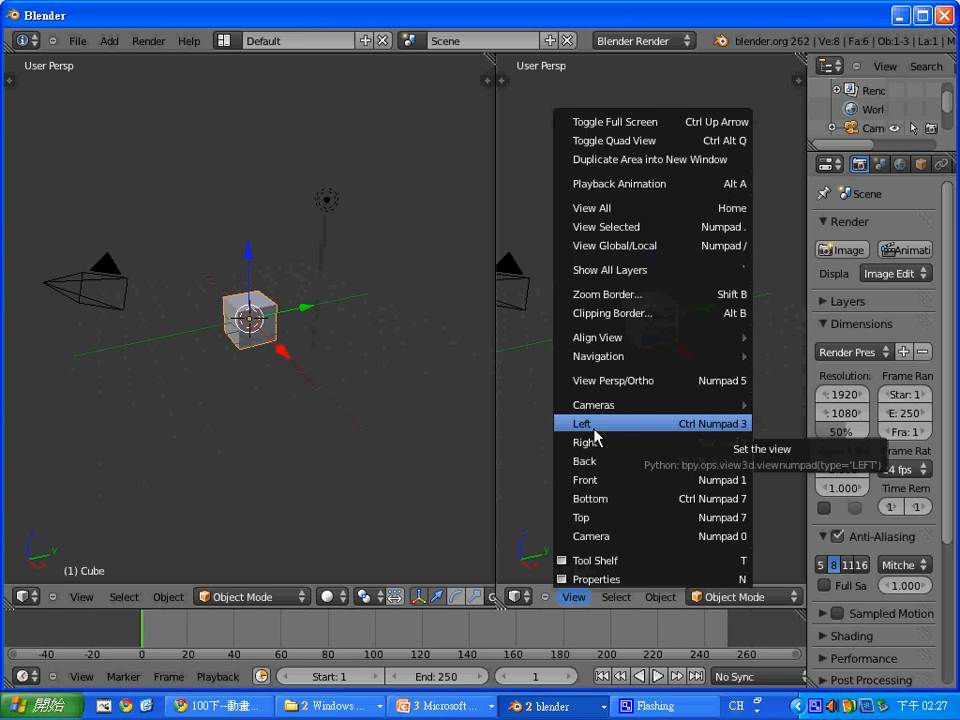 Blender
File Add Render Help Default Scene Blender Render blender.org 262 | Ve:8 | Fa:6 | Ob:1-3 | La:1 | M
User Persp
User Persp
View Search
Renc
Worl
Cam
Toggle Full Screen Ctrl Up Arrow
Toggle Quad View Ctrl Alt Q
Duplicate Area into New Window
Playback Animation Alt A
View All Home
View Selected Numpad .
View Global/Local Numpad /
Show All Layers `
Zoom Border... Shift B
Clipping Border... Alt B
Align View
Navigation
View Persp/Ortho Numpad 5
Cameras
Left Ctrl Numpad 3
Right
Back
Front Numpad 1
Bottom Ctrl Numpad 7
Top Numpad 7
Camera Numpad 0
Tool Shelf T
Properties N
Set the view
Python: bpy.ops.view3d.viewnumpad(type='LEFT')
Scene
Render
Image Animati
Displa Image Edit
Layers
Dimensions
Render Pres
Resolution: Frame Ran
: 1920 Star: 1
: 1080 E: 250
50% Fra: 1
Frame Rat
24 fps
1.000 Time Rem
1 1
Anti-Aliasing
5 8 11 16 Mitche
Full Sa 1.000
Sampled Motion
Shading
Performance
Post Processing
z y
(1) Cube
y
View Select Object Object Mode
View Select Object Object Mode
-40 -20 0 20 40 60 80 100 120 140 160 180 200 220 240 260
View Marker Frame Playback Start: 1 End: 250 1 No Sync
開始 100下--動畫... 2 Windows ... 3 Microsoft ... 2 blender Flashing CH 下午 02:27